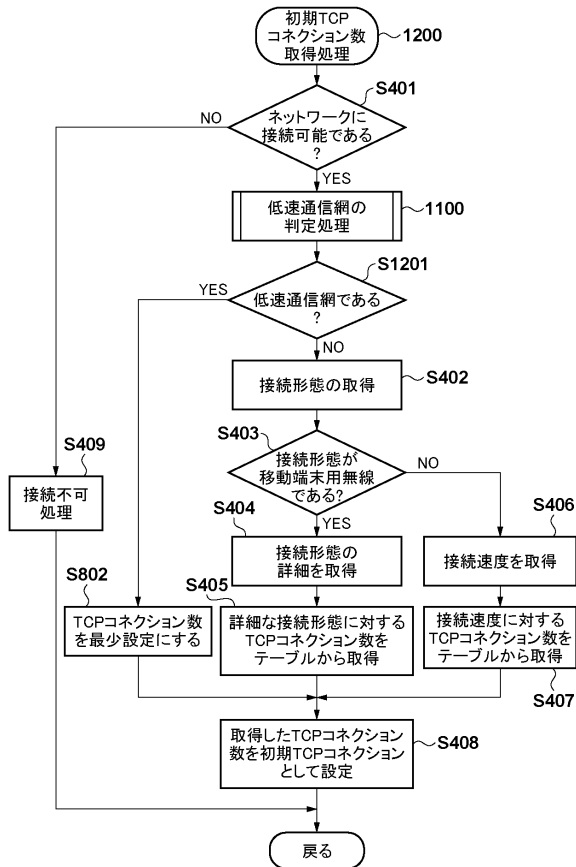 初期TCP
コネクション数
取得処理
1200
S401
ネットワークに
接続可能である
?
NO
YES
低速通信網の
判定処理
1100
S1201
低速通信網である
?
YES
NO
接続形態の取得
S402
S403
接続形態が
移動端末用無線
である?
NO
YES
S409
接続不可
処理
S404
接続形態の
詳細を取得
S406
接続速度を取得
S802
TCPコネクション数
を最少設定にする
S405
詳細な接続形態に対する
TCPコネクション数を
テーブルから取得
接続速度に対する
TCPコネクション数を
テーブルから取得
S407
取得したTCPコネクション
数を初期TCPコネクション
として設定
S408
戻る